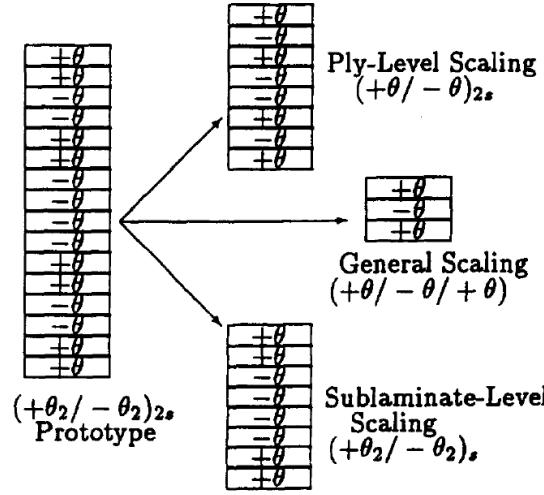 +θ
+θ
−θ
−θ
+θ
+θ
−θ
−θ
−θ
−θ
+θ
+θ
−θ
−θ
+θ
+θ
(+θ₂/ − θ₂)₂ₛ
Prototype
+θ
−θ
+θ
−θ
−θ
+θ
−θ
+θ
Ply-Level Scaling
(+θ/ − θ)₂ₛ
+θ
−θ
+θ
General Scaling
(+θ/ − θ/ + θ)
+θ
+θ
−θ
−θ
−θ
−θ
+θ
+θ
Sublaminate-Level
Scaling
(+θ₂/ − θ₂)ₛ